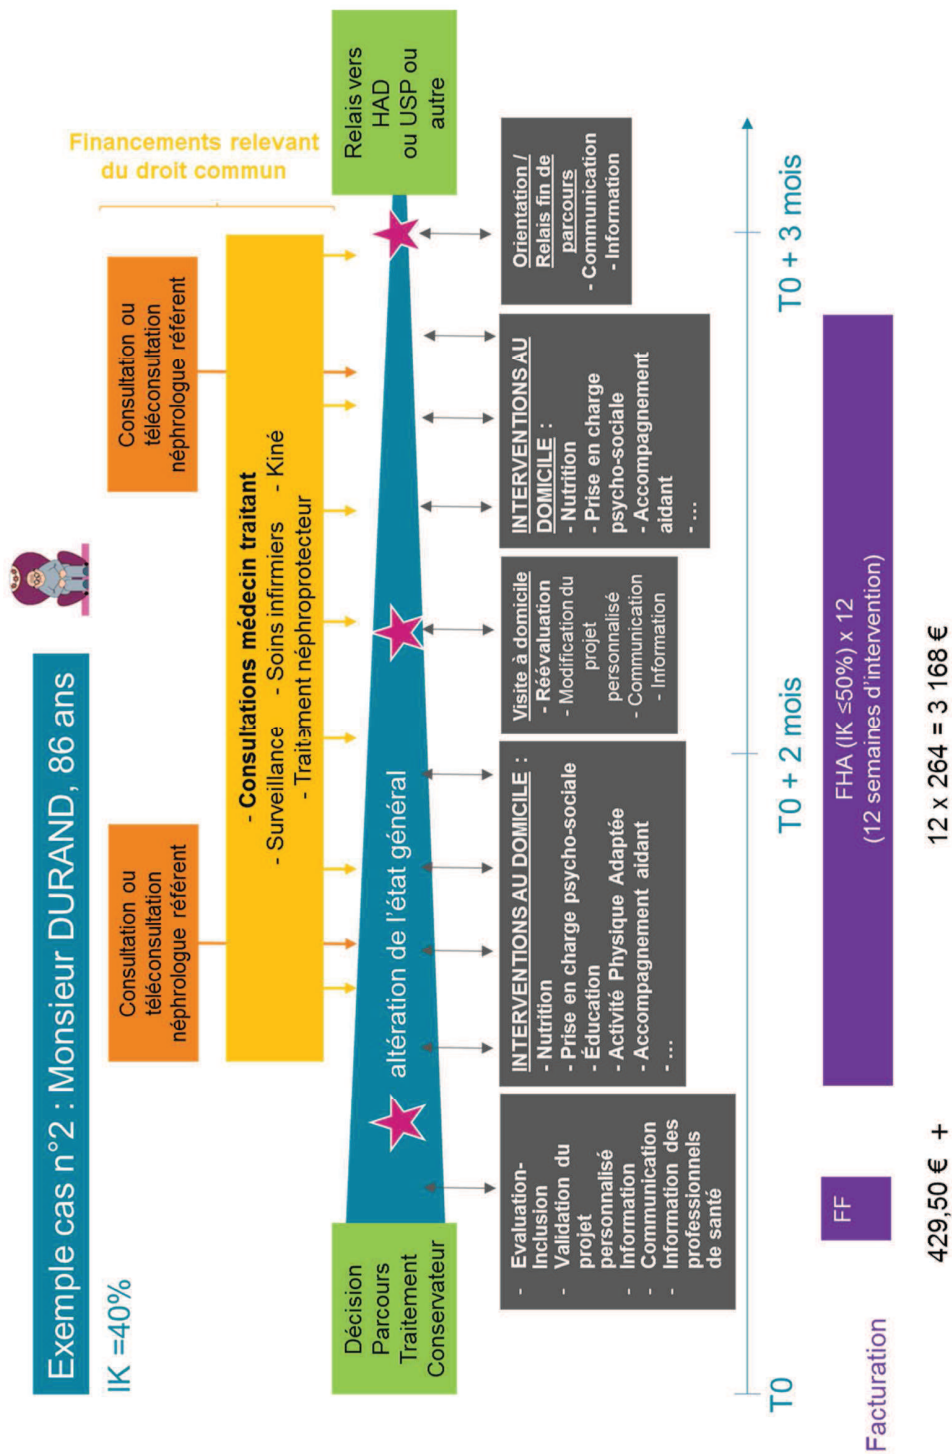 Exemple cas n°2 : Monsieur DURAND, 86 ans
IK =40%
Financements relevant
du droit commun
Consultation ou
téléconsultation
néphrologue référent
Consultation ou
téléconsultation
néphrologue référent
- Consultations médecin traitant
- Surveillance - Soins infirmiers - Kiné
- Traitement néphroprotecteur
Décision
Parcours
Traitement
Conservateur
altération de l'état général
Relais vers
HAD
ou USP ou
autre
- Evaluation-
Inclusion
- Validation du
projet
personnalisé
- Information
- Communication
- Information des
professionnels
de santé
INTERVENTIONS AU DOMICILE :
- Nutrition
- Prise en charge psycho-sociale
- Éducation
- Activité Physique Adaptée
- Accompagnement aidant
- ...
Visite à domicile
- Réévaluation
- Modification du
projet
personnalisé
- Communication
- Information
INTERVENTIONS AU
DOMICILE :
- Nutrition
- Prise en charge
psycho-sociale
- Accompagnement
aidant
- ...
Orientation /
Relais fin de
parcours
- Communication
- Information
T0
T0 + 2 mois
T0 + 3 mois
Facturation
FF
FHA (IK ≤50%) x 12
(12 semaines d'intervention)
429,50 € +
12 x 264 = 3 168 €